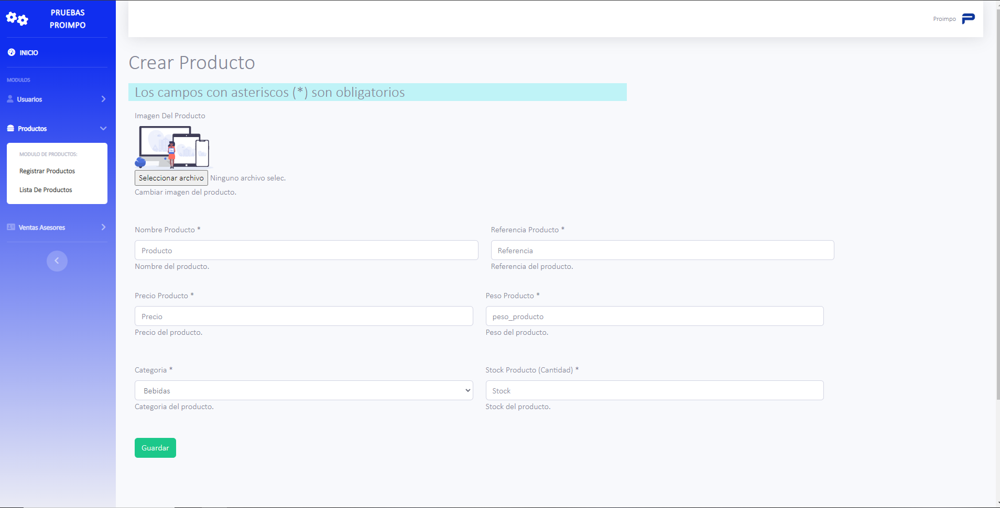 PRUEBAS
PROIMPO
INICIO
MODULOS
Usuarios
Productos
MODULO DE PRODUCTOS:
Registrar Productos
Lista De Productos
Ventas Asesores
Proimpo
Crear Producto
Los campos con asteriscos (*) son obligatorios
Imagen Del Producto
Seleccionar archivo Ninguno archivo selec.
Cambiar imagen del producto.
Nombre Producto *
Producto
Nombre del producto.
Referencia Producto *
Referencia
Referencia del producto.
Precio Producto *
Precio
Precio del producto.
Peso Producto *
peso_producto
Peso del producto.
Categoria *
Bebidas
Categoria del producto.
Stock Producto (Cantidad) *
Stock
Stock del producto.
Guardar